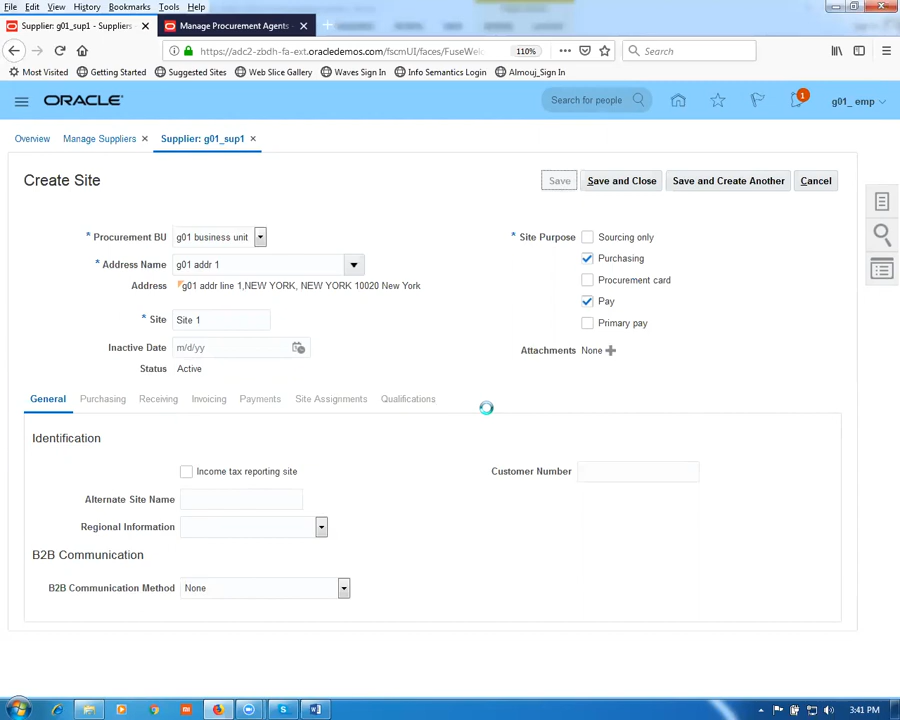 File Edit View History Bookmarks Tools Help
Supplier: g01_sup1 - Suppliers
Manage Procurement Agents -
https://adc2-zbdh-fa-ext.oracledemos.com/fscmUI/faces/FuseWelc
110%
Search
Most Visited Getting Started Suggested Sites Web Slice Gallery Waves Sign In Info Semantics Login Almouj_Sign In
ORACLE
Search for people
1
g01_ emp
Overview Manage Suppliers Supplier: g01_sup1
Create Site
Save Save and Close Save and Create Another Cancel
* Procurement BU g01 business unit
* Address Name g01 addr 1
Address g01 addr line 1,NEW YORK, NEW YORK 10020 New York
* Site Site 1
Inactive Date m/d/yy
Status Active
* Site Purpose Sourcing only
Purchasing
Procurement card
Pay
Primary pay
Attachments None
General Purchasing Receiving Invoicing Payments Site Assignments Qualifications
Identification
Income tax reporting site
Customer Number
Alternate Site Name
Regional Information
B2B Communication
B2B Communication Method None
3:41 PM